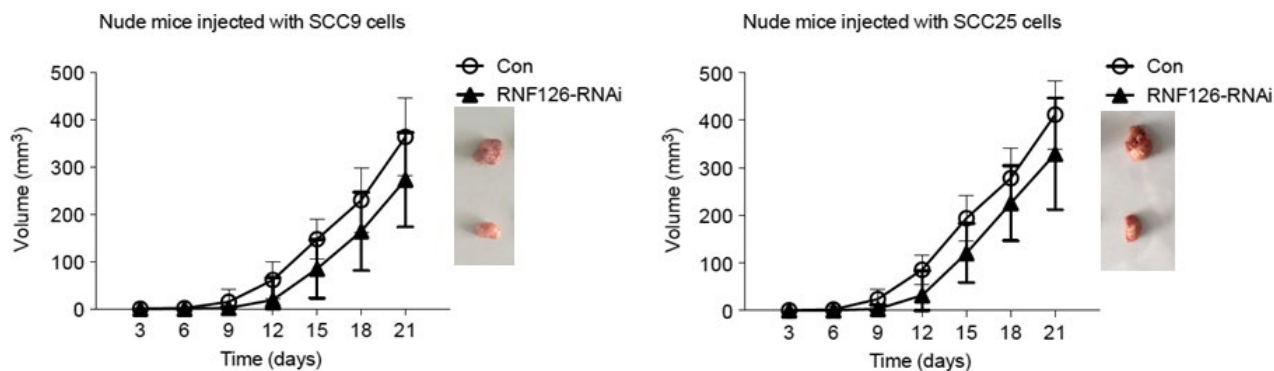 Nude mice injected with SCC9 cells
500
400
300
200
100
0
Volume (mm³)
3 6 9 12 15 18 21
Time (days)
Con
RNF126-RNAi
Nude mice injected with SCC25 cells
500
400
300
200
100
0
Volume (mm³)
3 6 9 12 15 18 21
Time (days)
Con
RNF126-RNAi